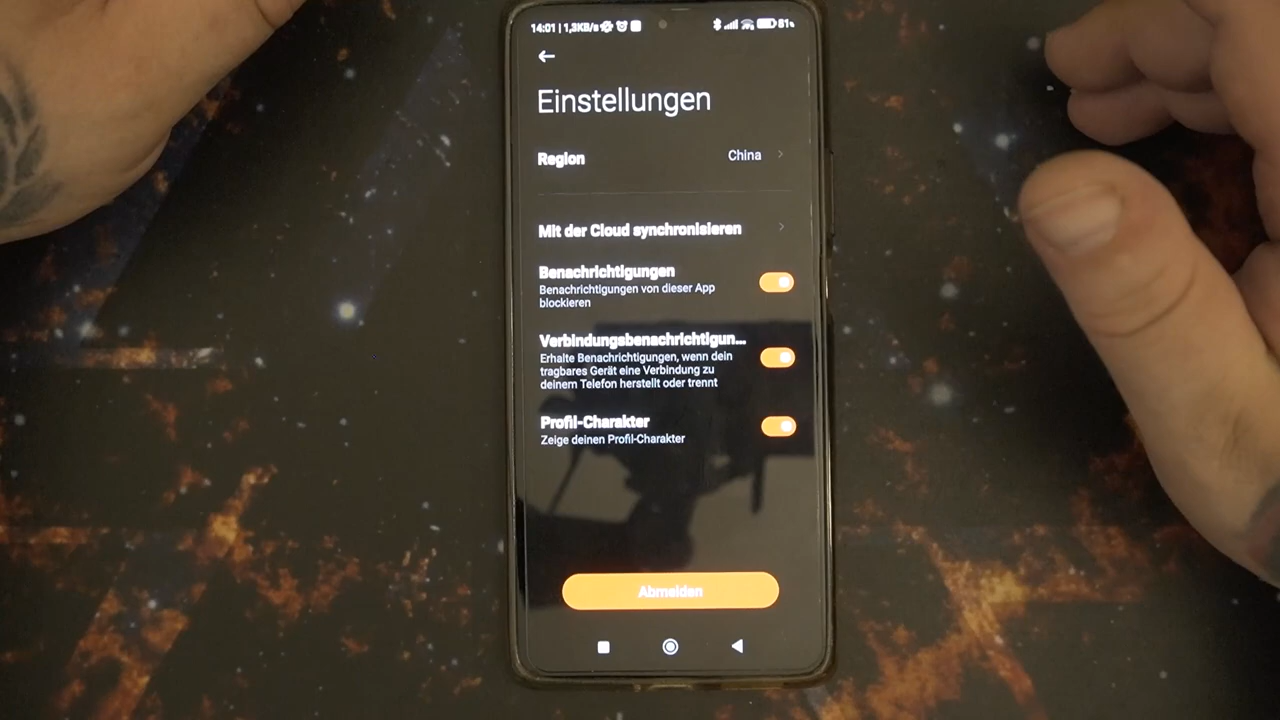 14:01 | 1,3KB/s 81%
Einstellungen
Region China
Mit der Cloud synchronisieren
Benachrichtigungen
Benachrichtigungen von dieser App
blockieren
Verbindungsbenachrichtigun...
Erhalte Benachrichtigungen, wenn dein
tragbares Gerät eine Verbindung zu
deinem Telefon herstellt oder trennt
Profil-Charakter
Zeige deinen Profil-Charakter
Abmelden